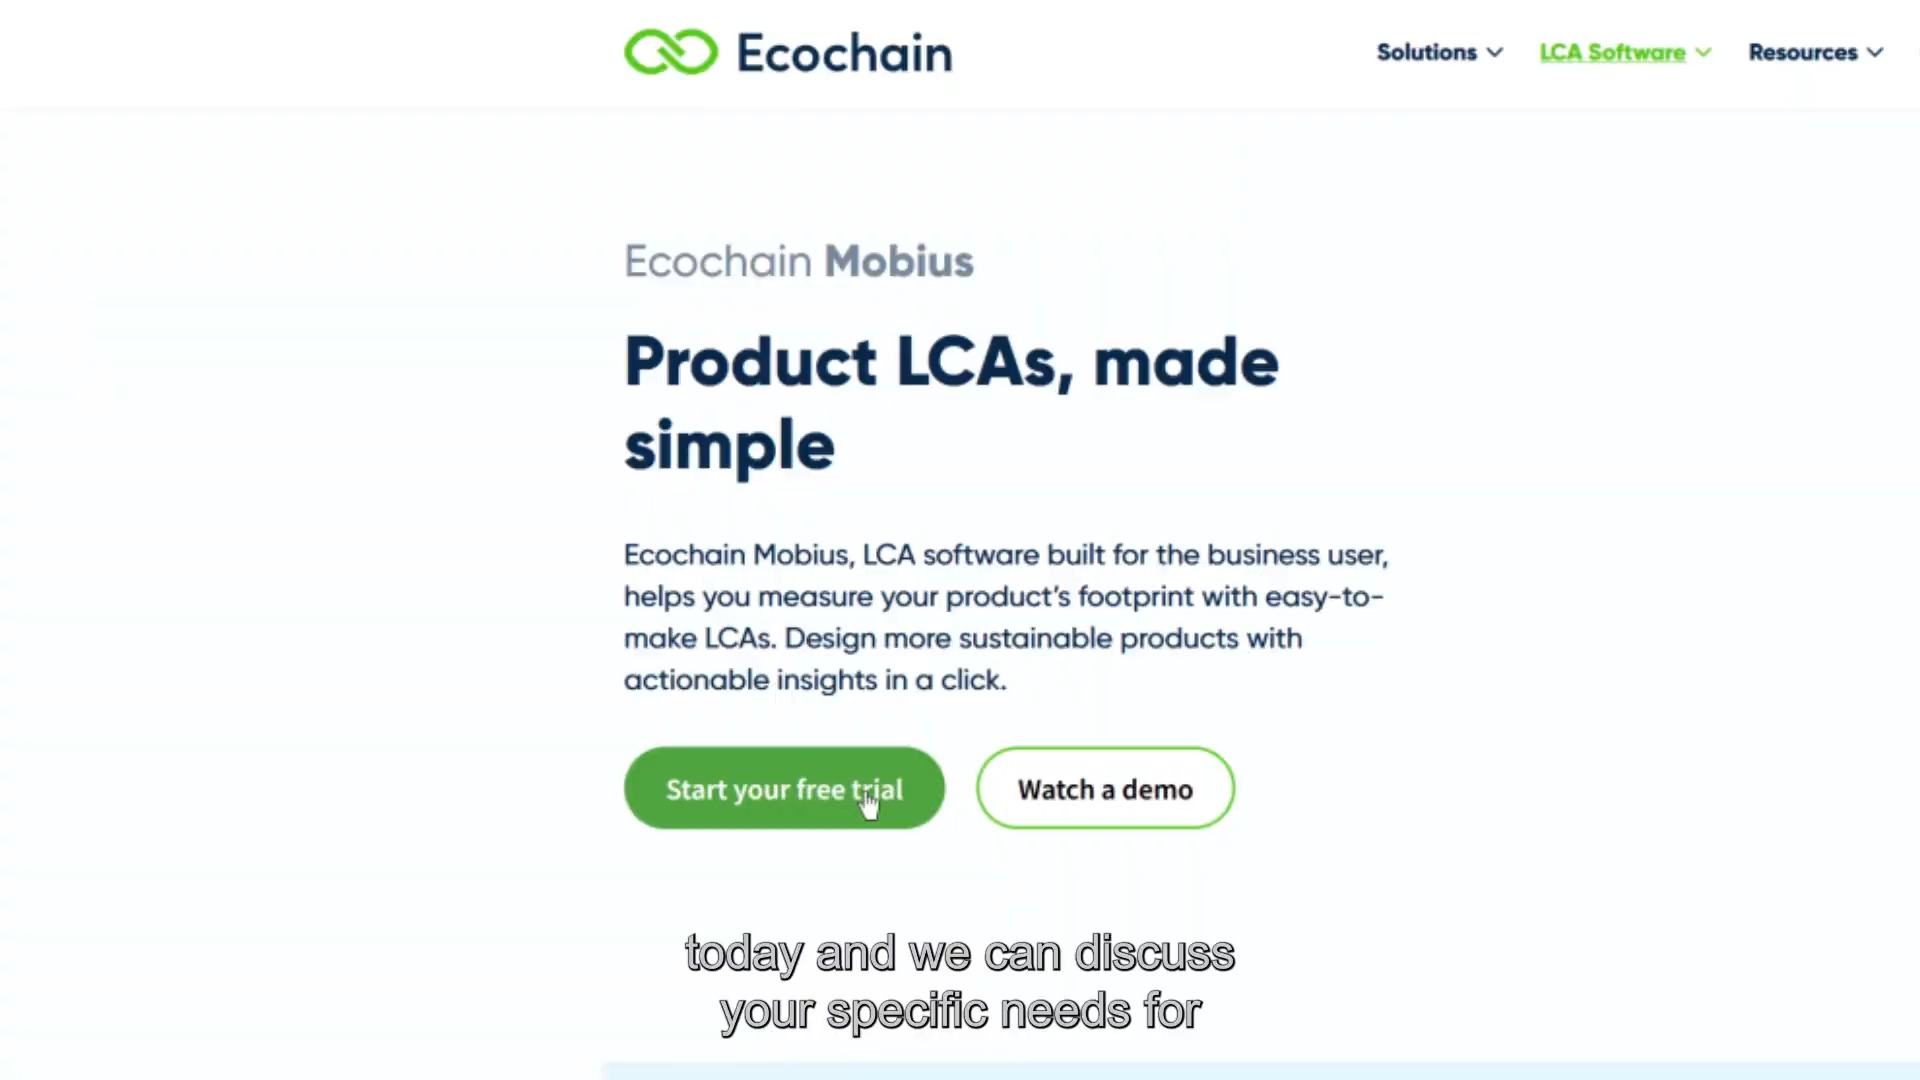 Ecochain
Solutions
LCA Software
Resources
Ecochain Mobius
Product LCAs, made
simple
Ecochain Mobius, LCA software built for the business user,
helps you measure your product's footprint with easy-to-
make LCAs. Design more sustainable products with
actionable insights in a click.
Start your free trial
Watch a demo
today and we can discuss
your specific needs for